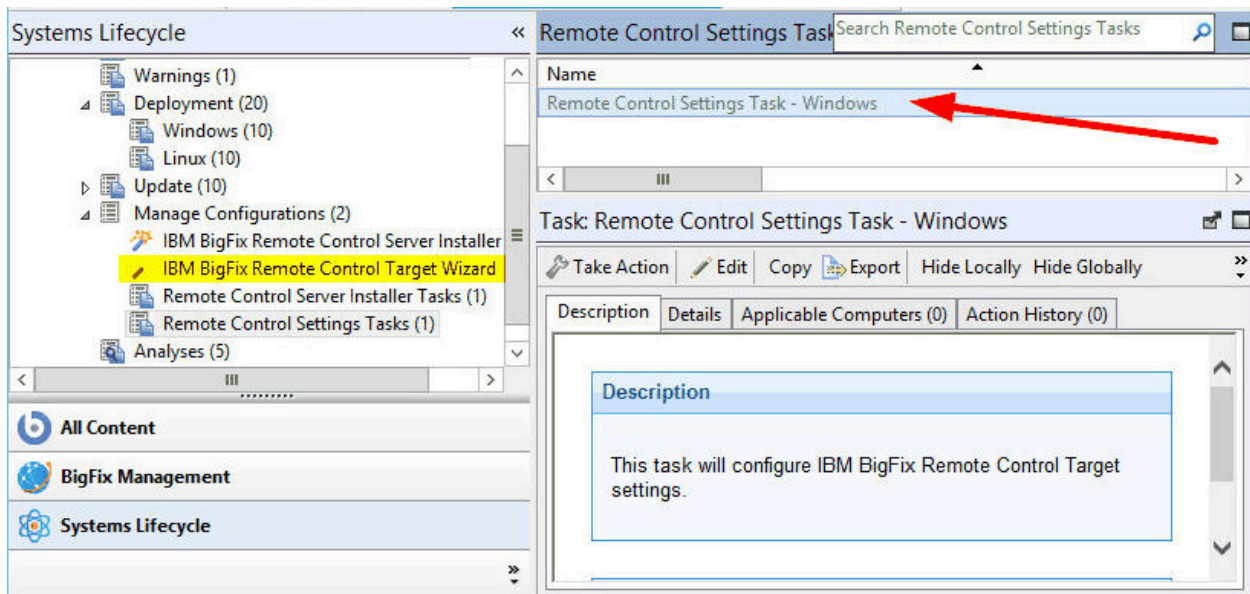 Systems Lifecycle
Warnings (1)
Deployment (20)
Windows (10)
Linux (10)
Update (10)
Manage Configurations (2)
IBM BigFix Remote Control Server Installer
IBM BigFix Remote Control Target Wizard
Remote Control Server Installer Tasks (1)
Remote Control Settings Tasks (1)
Analyses (5)
All Content
BigFix Management
Systems Lifecycle
Remote Control Settings Task
Search Remote Control Settings Tasks
Name
Remote Control Settings Task - Windows
Task: Remote Control Settings Task - Windows
Take Action Edit Copy Export Hide Locally Hide Globally
Description Details Applicable Computers (0) Action History (0)
Description
This task will configure IBM BigFix Remote Control Target
settings.